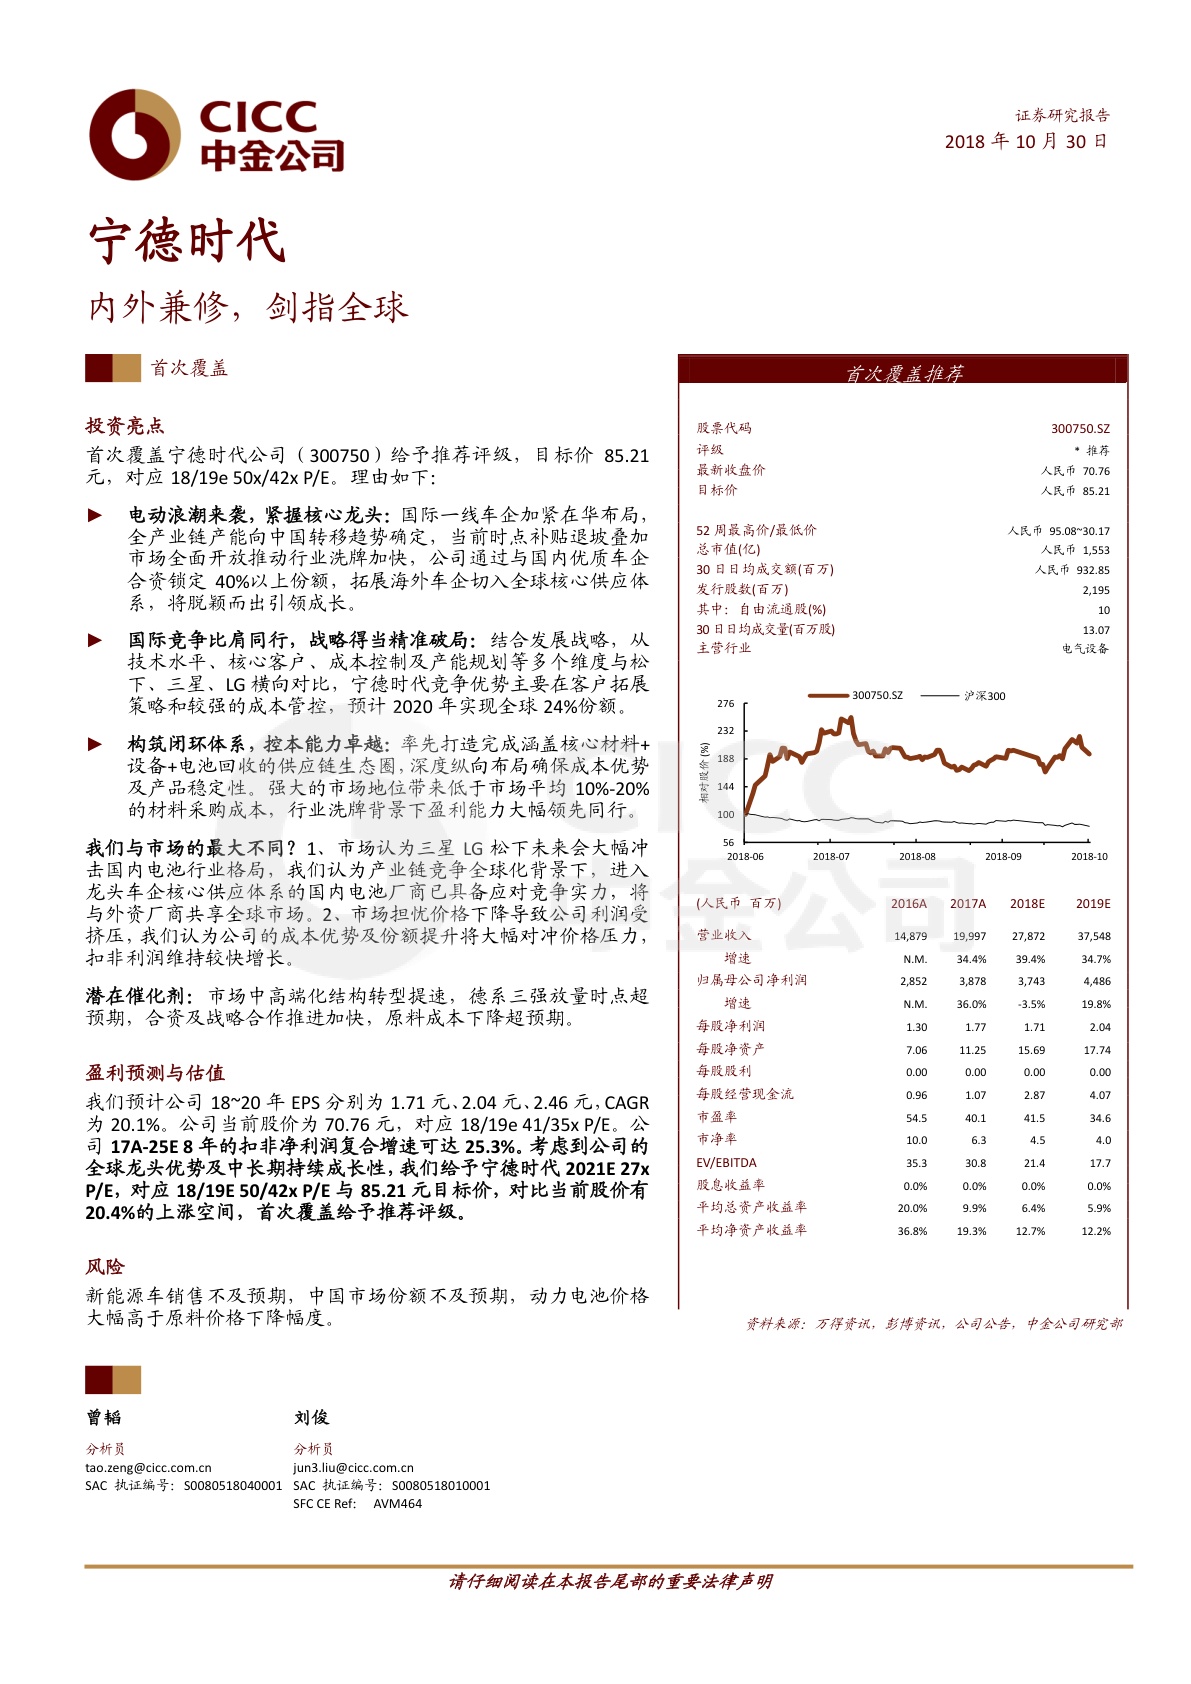 CICC
中金公司
证券研究报告
2018 年 10 月 30 日
宁德时代
内外兼修，剑指全球
首次覆盖
投资亮点
首次覆盖宁德时代公司（300750）给予推荐评级，目标价 85.21
元，对应 18/19e 50x/42x P/E。理由如下：
► 电动浪潮来袭，紧握核心龙头：国际一线车企加紧在华布局，
全产业链产能向中国转移趋势确定，当前时点补贴退坡叠加
市场全面开放推动行业洗牌加快，公司通过与国内优质车企
合资锁定 40%以上份额，拓展海外车企切入全球核心供应体
系，将脱颖而出引领成长。
► 国际竞争比肩同行，战略得当精准破局：结合发展战略，从
技术水平、核心客户、成本控制及产能规划等多个维度与松
下、三星、LG 横向对比，宁德时代竞争优势主要在客户拓展
策略和较强的成本管控，预计 2020 年实现全球 24%份额。
► 构筑闭环体系，控本能力卓越：率先打造完成涵盖核心材料+
设备+电池回收的供应链生态圈，深度纵向布局确保成本优势
及产品稳定性。强大的市场地位带来低于市场平均 10%-20%
的材料采购成本，行业洗牌背景下盈利能力大幅领先同行。
我们与市场的最大不同？1、市场认为三星 LG 松下未来会大幅冲
击国内电池行业格局，我们认为产业链竞争全球化背景下，进入
龙头车企核心供应体系的国内电池厂商已具备应对竞争实力，将
与外资厂商共享全球市场。2、市场担忧价格下降导致公司利润受
挤压，我们认为公司的成本优势及份额提升将大幅对冲价格压力，
扣非利润维持较快增长。
潜在催化剂：市场中高端化结构转型提速，德系三强放量时点超
预期，合资及战略合作推进加快，原料成本下降超预期。
盈利预测与估值
我们预计公司 18~20 年 EPS 分别为 1.71 元、2.04 元、2.46 元，CAGR
为 20.1%。公司当前股价为 70.76 元，对应 18/19e 41/35x P/E。公
司 17A-25E 8 年的扣非净利润复合增速可达 25.3%。考虑到公司的
全球龙头优势及中长期持续成长性，我们给予宁德时代 2021E 27x
P/E，对应 18/19E 50/42x P/E 与 85.21 元目标价，对比当前股价有
20.4%的上涨空间，首次覆盖给予推荐评级。
风险
新能源车销售不及预期，中国市场份额不及预期，动力电池价格
大幅高于原料价格下降幅度。
首次覆盖推荐
股票代码 300750.SZ
评级 * 推荐
最新收盘价 人民币 70.76
目标价 人民币 85.21
52 周最高价/最低价 人民币 95.08~30.17
总市值(亿) 人民币 1,553
30 日日均成交额(百万) 人民币 932.85
发行股数(百万) 2,195
其中：自由流通股(%) 10
30 日日均成交量(百万股) 13.07
主营行业 电气设备
300750.SZ 沪深300
相对股价 (%)
276
232
188
144
100
56
2018-06 2018-07 2018-08 2018-09 2018-10
(人民币 百万) 2016A 2017A 2018E 2019E
营业收入 14,879 19,997 27,872 37,548
增速 N.M. 34.4% 39.4% 34.7%
归属母公司净利润 2,852 3,878 3,743 4,486
增速 N.M. 36.0% -3.5% 19.8%
每股净利润 1.30 1.77 1.71 2.04
每股净资产 7.06 11.25 15.69 17.74
每股股利 0.00 0.00 0.00 0.00
每股经营现金流 0.96 1.07 2.87 4.07
市盈率 54.5 40.1 41.5 34.6
市净率 10.0 6.3 4.5 4.0
EV/EBITDA 35.3 30.8 21.4 17.7
股息收益率 0.0% 0.0% 0.0% 0.0%
平均总资产收益率 20.0% 9.9% 6.4% 5.9%
平均净资产收益率 36.8% 19.3% 12.7% 12.2%
资料来源：万得资讯，彭博资讯，公司公告，中金公司研究部
曾韬 刘俊
分析员 分析员
tao.zeng@cicc.com.cn jun3.liu@cicc.com.cn
SAC 执证编号：S0080518040001 SAC 执证编号：S0080518010001
SFC CE Ref: AVM464
请仔细阅读在本报告尾部的重要法律声明
CICC
中金公司